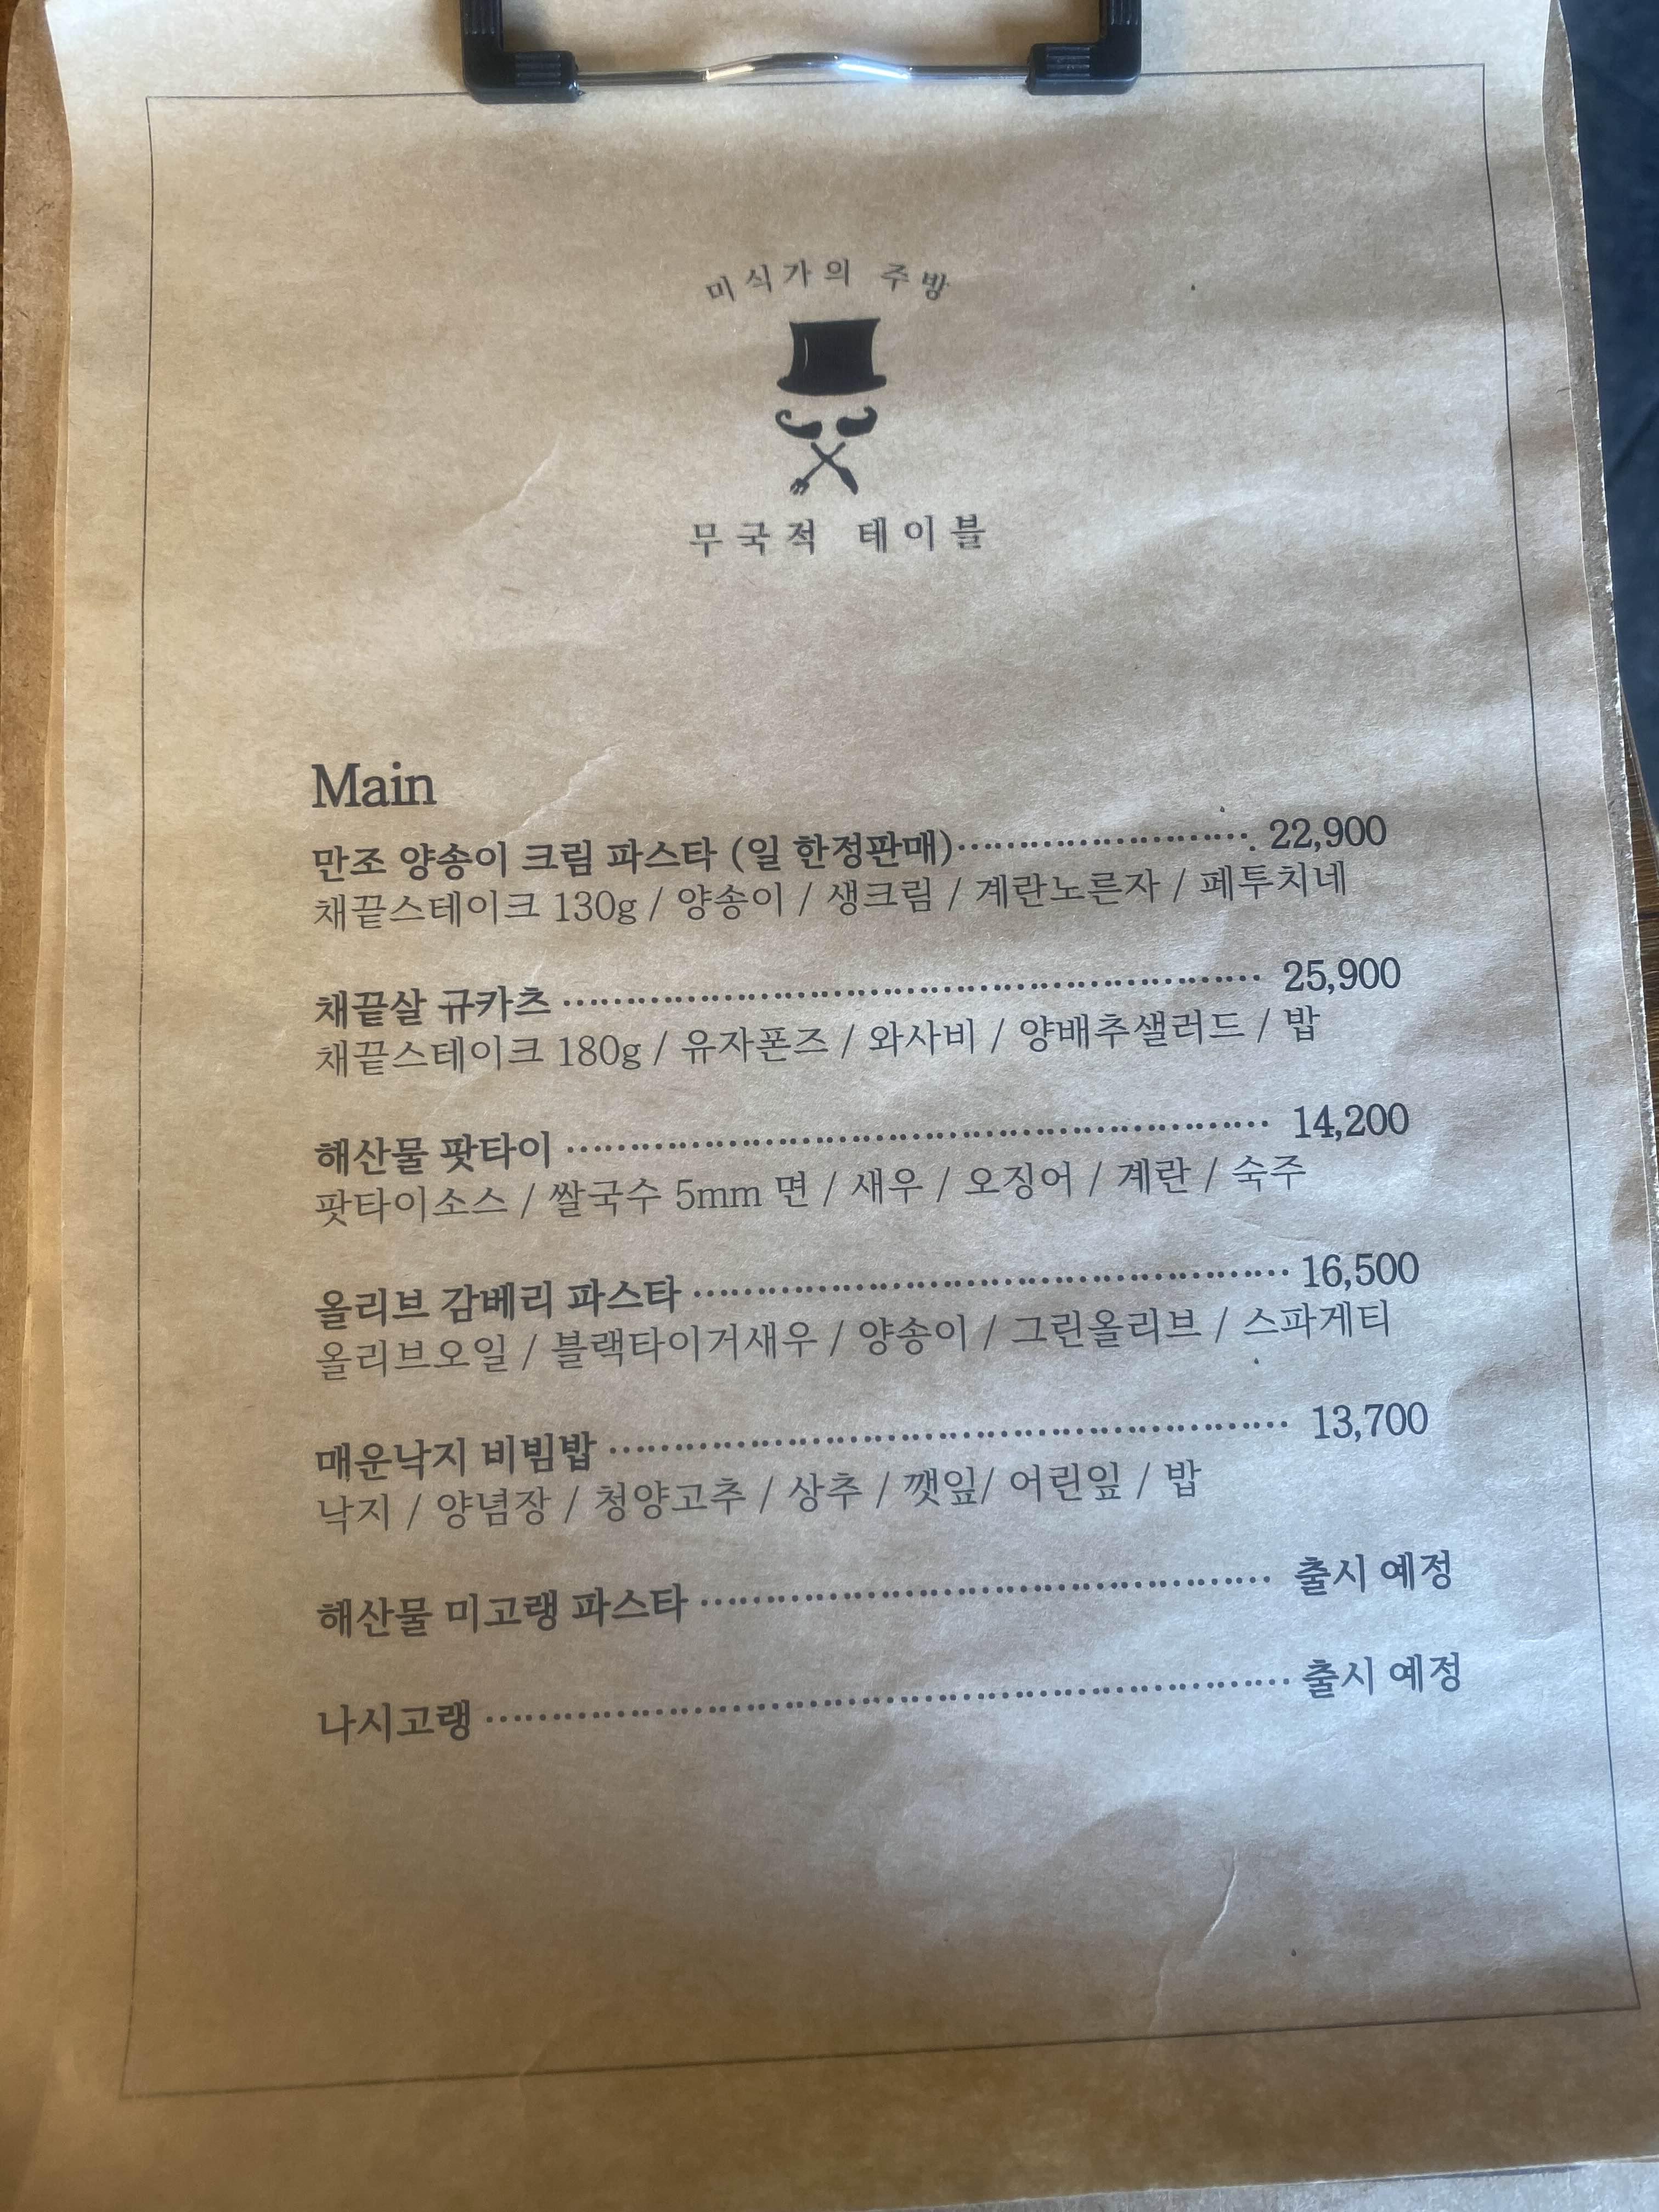 미식가의 주방
무국적 테이블
Main
만조 양송이 크림 파스타 (일 한정판매)........................... 22,900
채끝스테이크 130g / 양송이 / 생크림 / 계란노른자 / 페투치네
채끝살 규카츠 ........................................................ 25,900
채끝스테이크 180g / 유자폰즈 / 와사비 / 양배추샐러드 / 밥
해산물 팟타이 ........................................................ 14,200
팟타이소스 / 쌀국수 5mm 면 / 새우 / 오징어 / 계란 / 숙주
올리브 감베리 파스타 ............................................... 16,500
올리브오일 / 블랙타이거새우 / 양송이 / 그린올리브 / 스파게티
매운낙지 비빔밥 ...................................................... 13,700
낙지 / 양념장 / 청양고추 / 상추 / 깻잎/ 어린잎 / 밥
해산물 미고랭 파스타 ............................................. 출시 예정
나시고랭 ................................................................ 출시 예정